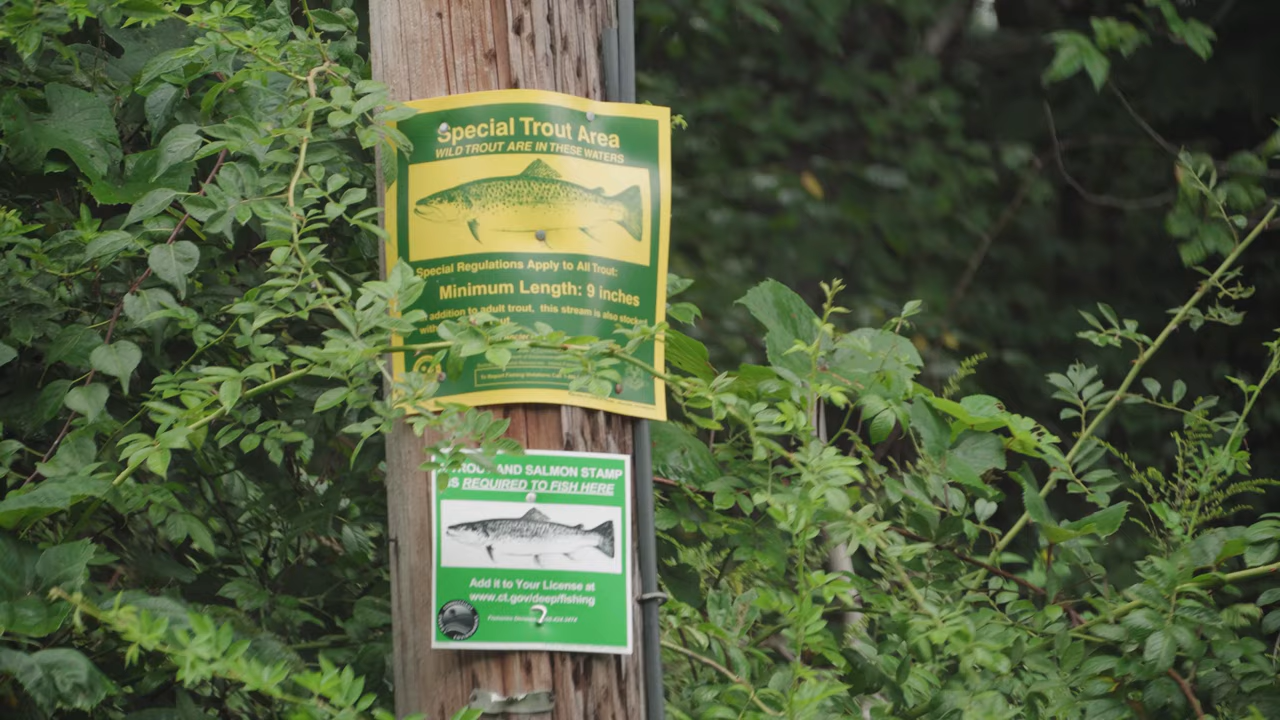 Special Trout Area
WILD TROUT ARE IN THESE WATERS
Special Regulations Apply to All Trout:
Minimum Length: 9 inches
In addition to adult trout, this stream is also stocked
with
TROUT AND SALMON STAMP
IS REQUIRED TO FISH HERE
Add it to Your License at
www.ct.gov/deep/fishing
Fisheries Division